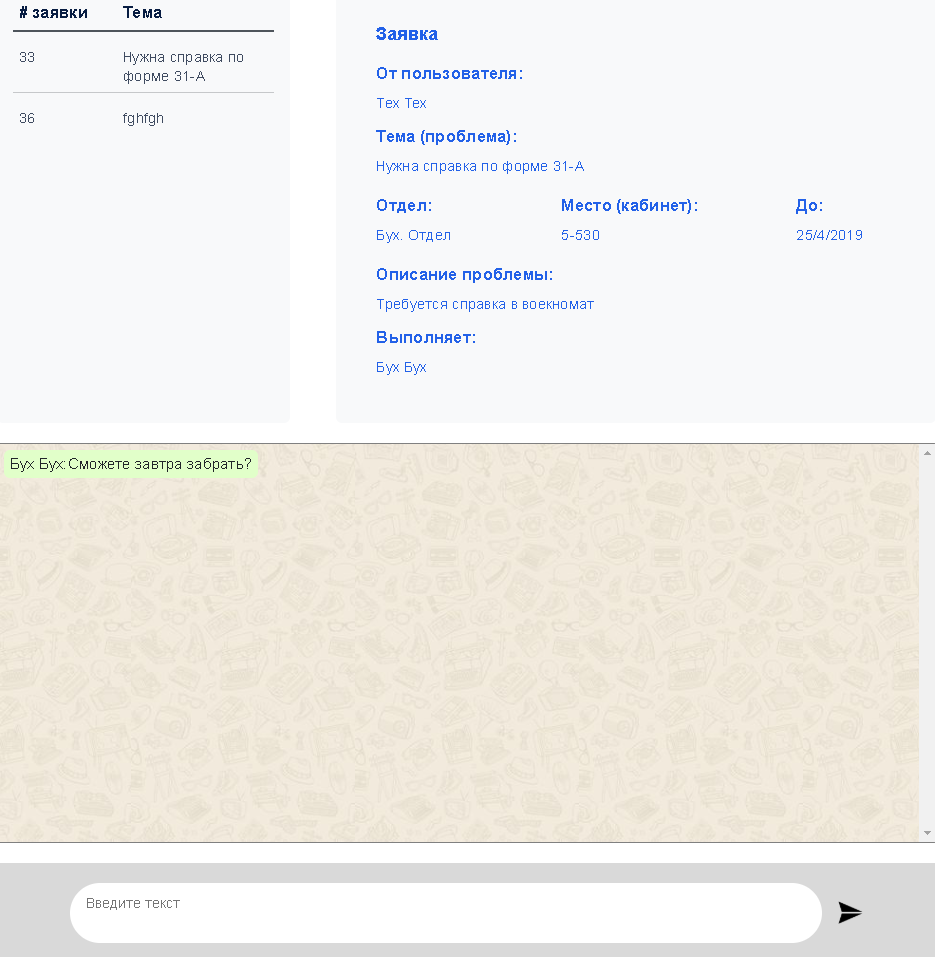 # заявки Тема
33 Нужна справка по
форме 31-А
36 fghfgh
Заявка
От пользователя:
Тех Тех
Тема (проблема):
Нужна справка по форме 31-А
Отдел: Место (кабинет): До:
Бух. Отдел 5-530 25/4/2019
Описание проблемы:
Требуется справка в воекномат
Выполняет:
Бух Бух
Бух Бух: Сможете завтра забрать?
Введите текст